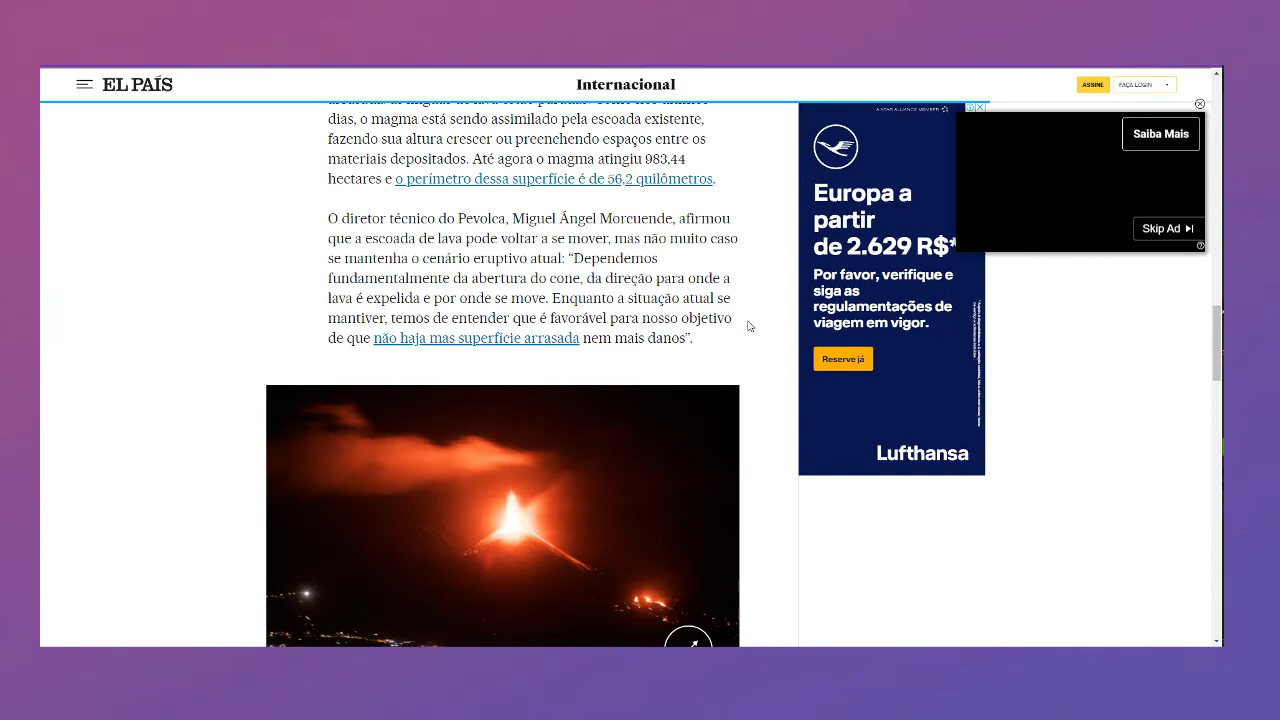 EL PAÍS
Internacional
ASSINE
FAÇA LOGIN
dias, o magma está sendo assimilado pela escoada existente,
fazendo sua altura crescer ou preenchendo espaços entre os
materiais depositados. Até agora o magma atingiu 983,44
hectares e o perímetro dessa superfície é de 56,2 quilômetros.
O diretor técnico do Pevolca, Miguel Ángel Morcuende, afirmou
que a escoada de lava pode voltar a se mover, mas não muito caso
se mantenha o cenário eruptivo atual: “Dependemos
fundamentalmente da abertura do cone, da direção para onde a
lava é expelida e por onde se move. Enquanto a situação atual se
mantiver, temos de entender que é favorável para nosso objetivo
de que não haja mas superfície arrasada nem mais danos”.
A STAR ALLIANCE MEMBER
Europa a
partir
de 2.629 R$*
Por favor, verifique e
siga as
regulamentações de
viagem em vigor.
Reserve já
Lufthansa
Saiba Mais
Skip Ad